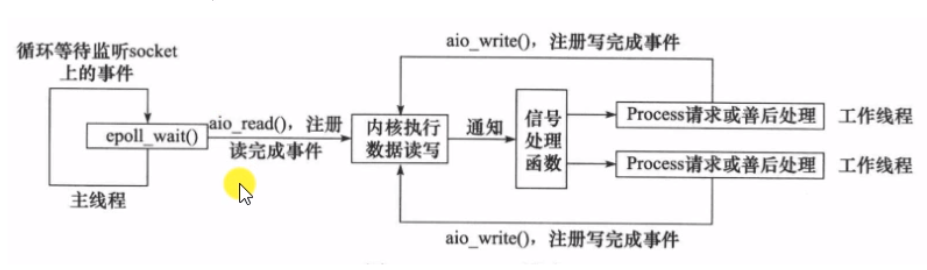 aio_write()，注册写完成事件
循环等待监听socket
上的事件
epoll_wait()
aio_read()，注册
读完成事件
主线程
内核执行
数据读写
通知
信号
处理
函数
Process请求或善后处理
工作线程
Process请求或善后处理
工作线程
aio_write()，注册写完成事件